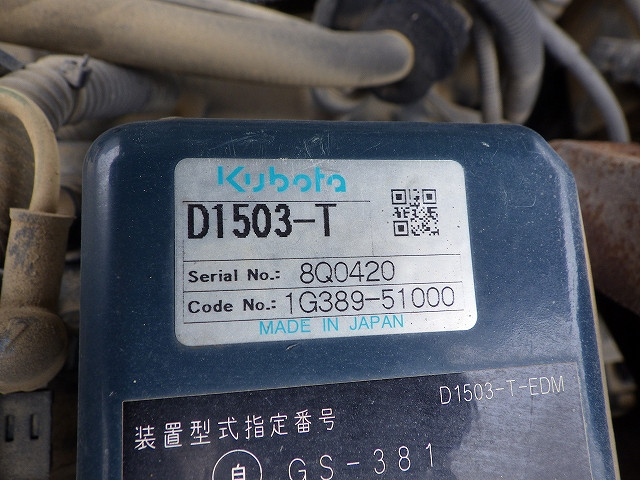 Kubota
D1503-T
Serial No.: 8Q0420
Code No.: 1G389-51000
MADE IN JAPAN
D1503-T-EDM
装置型式指定番号
自 GS-381